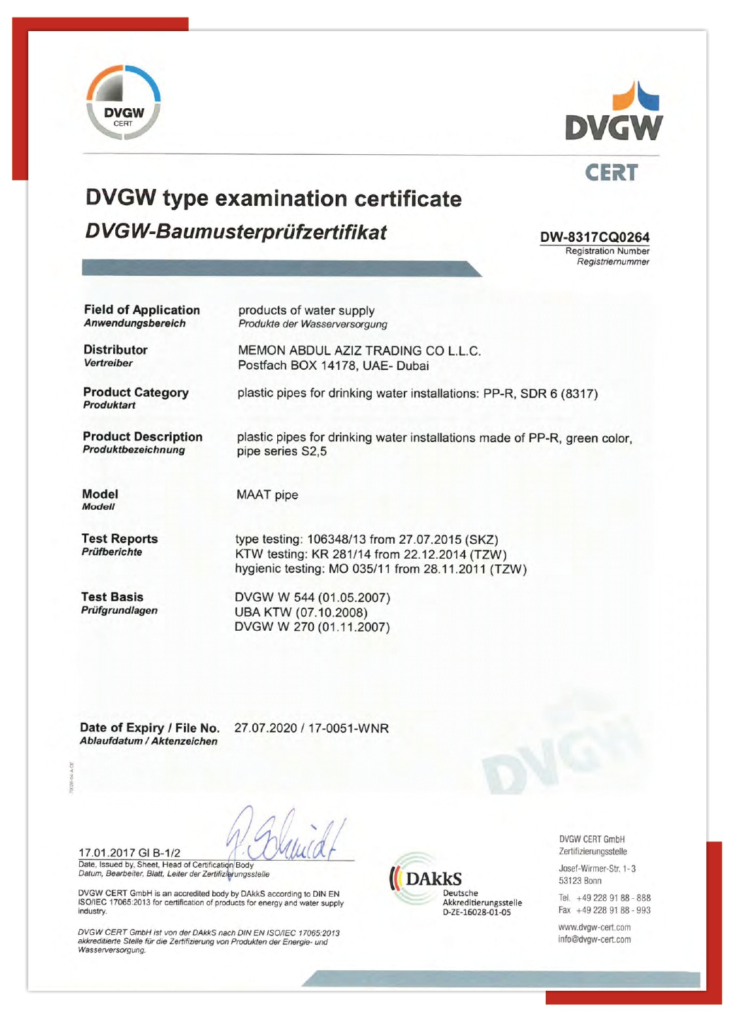 DVGW
CERT
DVGW
CERT
DVGW type examination certificate
DVGW-Baumusterprüfzertifikat
DW-8317CQ0264
Registration Number
Registriernummer
Field of Application
Anwendungsbereich
products of water supply
Produkte der Wasserversorgung
Distributor
Vertreiber
MEMON ABDUL AZIZ TRADING CO L.L.C.
Postfach BOX 14178, UAE- Dubai
Product Category
Produktart
plastic pipes for drinking water installations: PP-R, SDR 6 (8317)
Product Description
Produktbezeichnung
plastic pipes for drinking water installations made of PP-R, green color,
pipe series S2,5
Model
Modell
MAAT pipe
Test Reports
Prüfberichte
type testing: 106348/13 from 27.07.2015 (SKZ)
KTW testing: KR 281/14 from 22.12.2014 (TZW)
hygienic testing: MO 035/11 from 28.11.2011 (TZW)
Test Basis
Prüfgrundlagen
DVGW W 544 (01.05.2007)
UBA KTW (07.10.2008)
DVGW W 270 (01.11.2007)
Date of Expiry / File No.
Ablaufdatum / Aktenzeichen
27.07.2020 / 17-0051-WNR
DVGW
17.01.2017 GI B-1/2
Date, Issued by, Sheet, Head of Certification Body
Datum, Bearbeiter, Blatt, Leiter der Zertifizierungsstelle
DVGW CERT GmbH is an accredited body by DAkkS according to DIN EN
ISO/IEC 17065:2013 for certification of products for energy and water supply
industry.
DVGW CERT GmbH ist von der DAkkS nach DIN EN ISO/IEC 17065:2013
akkreditierte Stelle für die Zertifizierung von Produkten der Energie- und
Wasserversorgung.
DAkkS
Deutsche
Akkreditierungsstelle
D-ZE-16028-01-05
DVGW CERT GmbH
Zertifizierungsstelle
Josef-Wirmer-Str. 1-3
53123 Bonn
Tel. +49 228 91 88 - 888
Fax +49 228 91 88 - 993
www.dvgw-cert.com
info@dvgw-cert.com